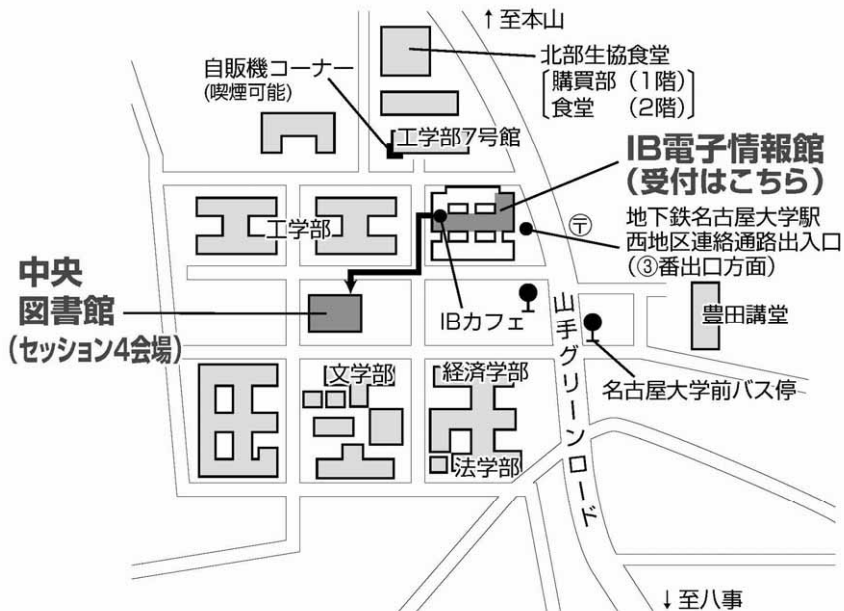 ↑至本山
北部生協食堂
購買部（1階）
食堂　（2階）
自販機コーナー
(喫煙可能)
工学部7号館
IB電子情報館
(受付はこちら)
〒
地下鉄名古屋大学駅
西地区連絡通路出入口
(③番出口方面)
工学部
中央
図書館
(セッション4会場)
IBカフェ
山手グリーンロード
豊田講堂
名古屋大学前バス停
文学部
経済学部
法学部
↓至八事